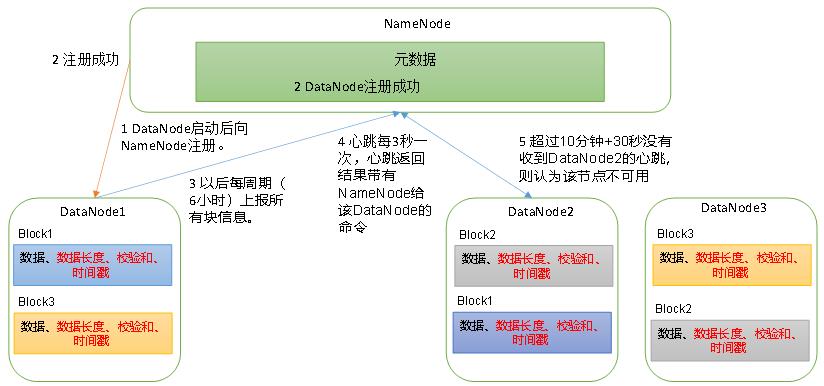 NameNode
元数据
2 DataNode注册成功
2 注册成功
1 DataNode启动后向
NameNode注册。
3 以后每周期（
6小时）上报所
有块信息。
4 心跳每3秒一
次，心跳返回
结果带有
NameNode给
该DataNode的
命令
5 超过10分钟+30秒没有
收到DataNode2的心跳,
则认为该节点不可用
DataNode1
Block1
数据、数据长度、校验和、
时间戳
Block3
数据、数据长度、校验和、
时间戳
DataNode2
Block2
数据、数据长度、校验和、
时间戳
Block1
数据、数据长度、校验和、
时间戳
DataNode3
Block3
数据、数据长度、校验和、
时间戳
Block2
数据、数据长度、校验和、
时间戳